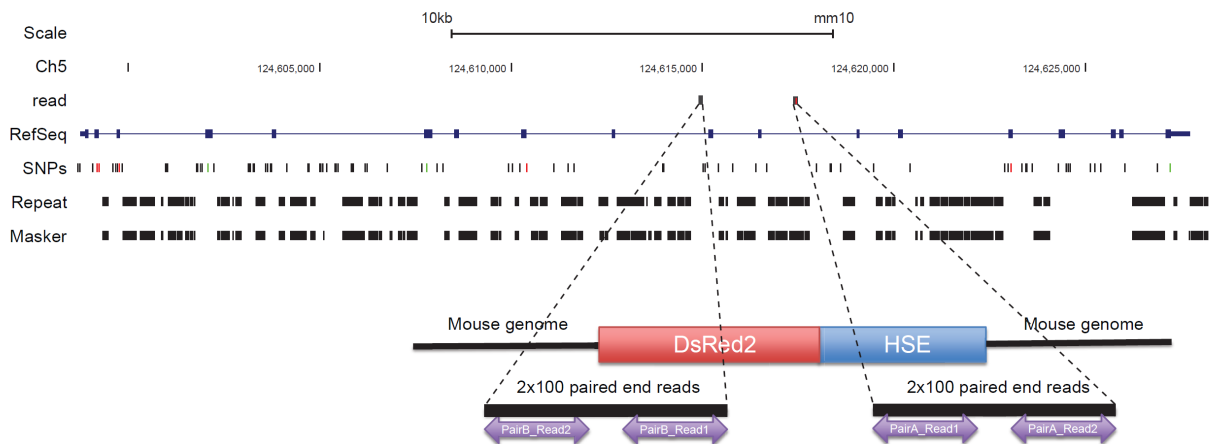 Scale 10kb mm10
Ch5 124,605,000 124,610,000 124,615,000 124,620,000 124,625,000
read
RefSeq
SNPs
Repeat
Masker
Mouse genome DsRed2 HSE Mouse genome
2x100 paired end reads 2x100 paired end reads
PairB_Read2 PairB_Read1 PairA_Read1 PairA_Read2